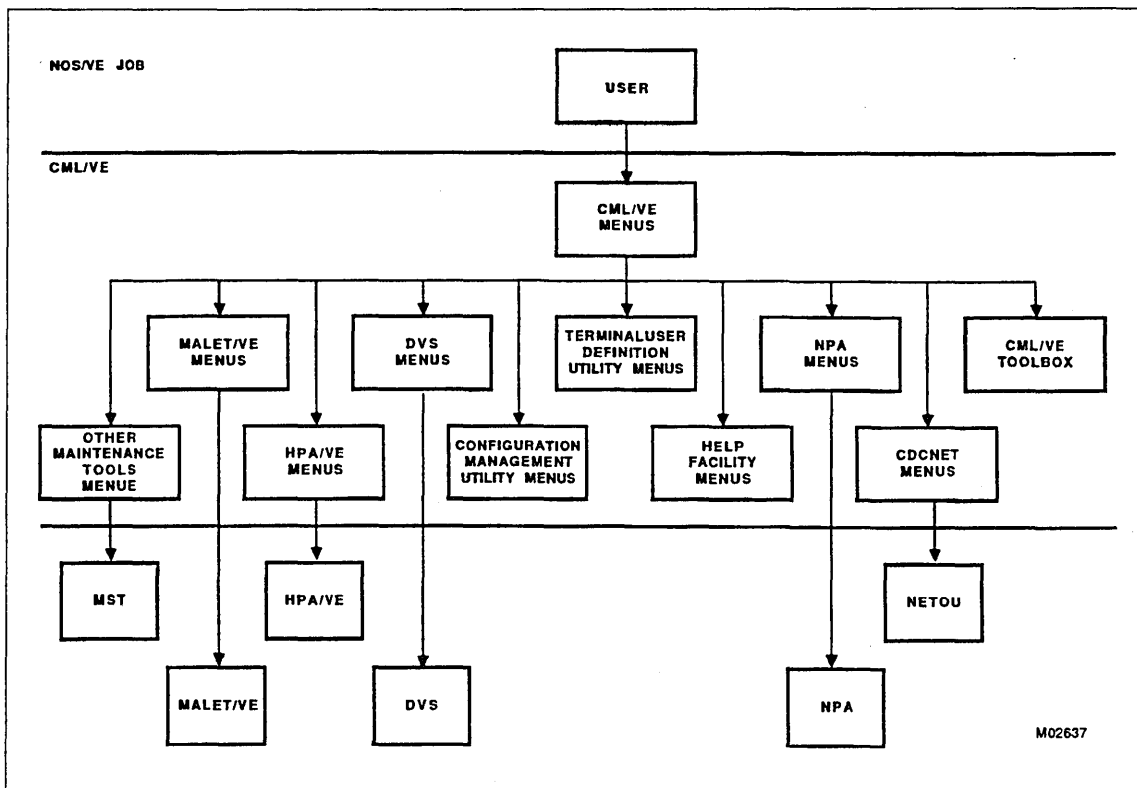 NOS/VE JOB
USER
CML/VE
CML/VE
MENUS
MALET/VE
MENUS
DVS
MENUS
TERMINALUSER
DEFINITION
UTILITY MENUS
NPA
MENUS
CML/VE
TOOLBOX
OTHER
MAINTENANCE
TOOLS
MENUE
HPA/VE
MENUS
CONFIGURATION
MANAGEMENT
UTILITY MENUS
HELP
FACILITY
MENUS
CDCNET
MENUS
MST
HPA/VE
NETOU
MALET/VE
DVS
NPA
M02637